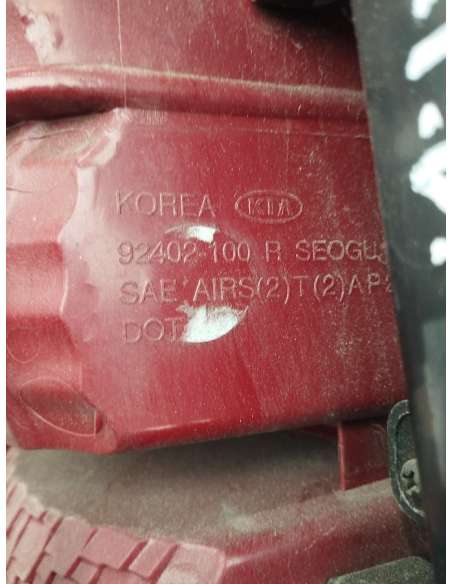 KOREA KIA
92402-100 R SEOGU
SAE AIRS(2)T(2)AP
DOT